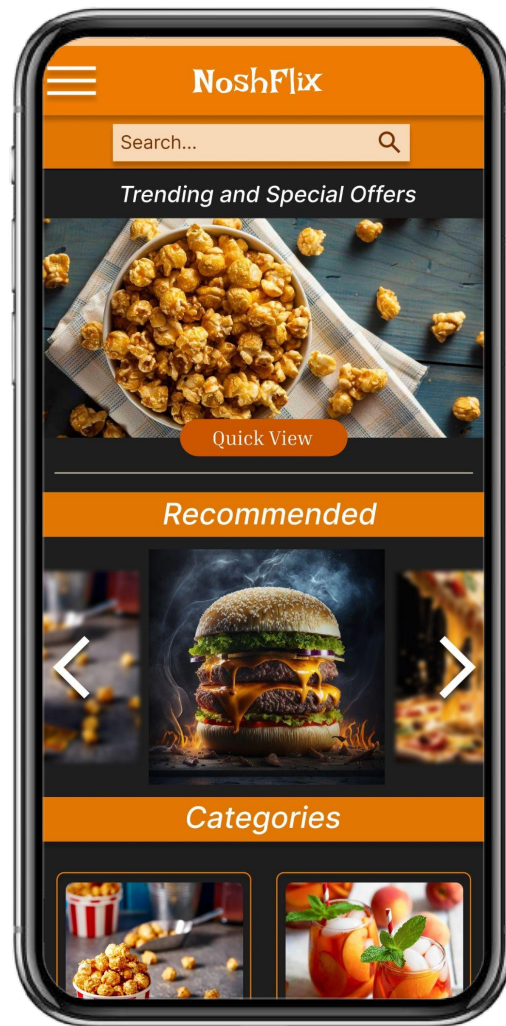 NoshFlix
Search...
Trending and Special Offers
Quick View
Recommended
Categories